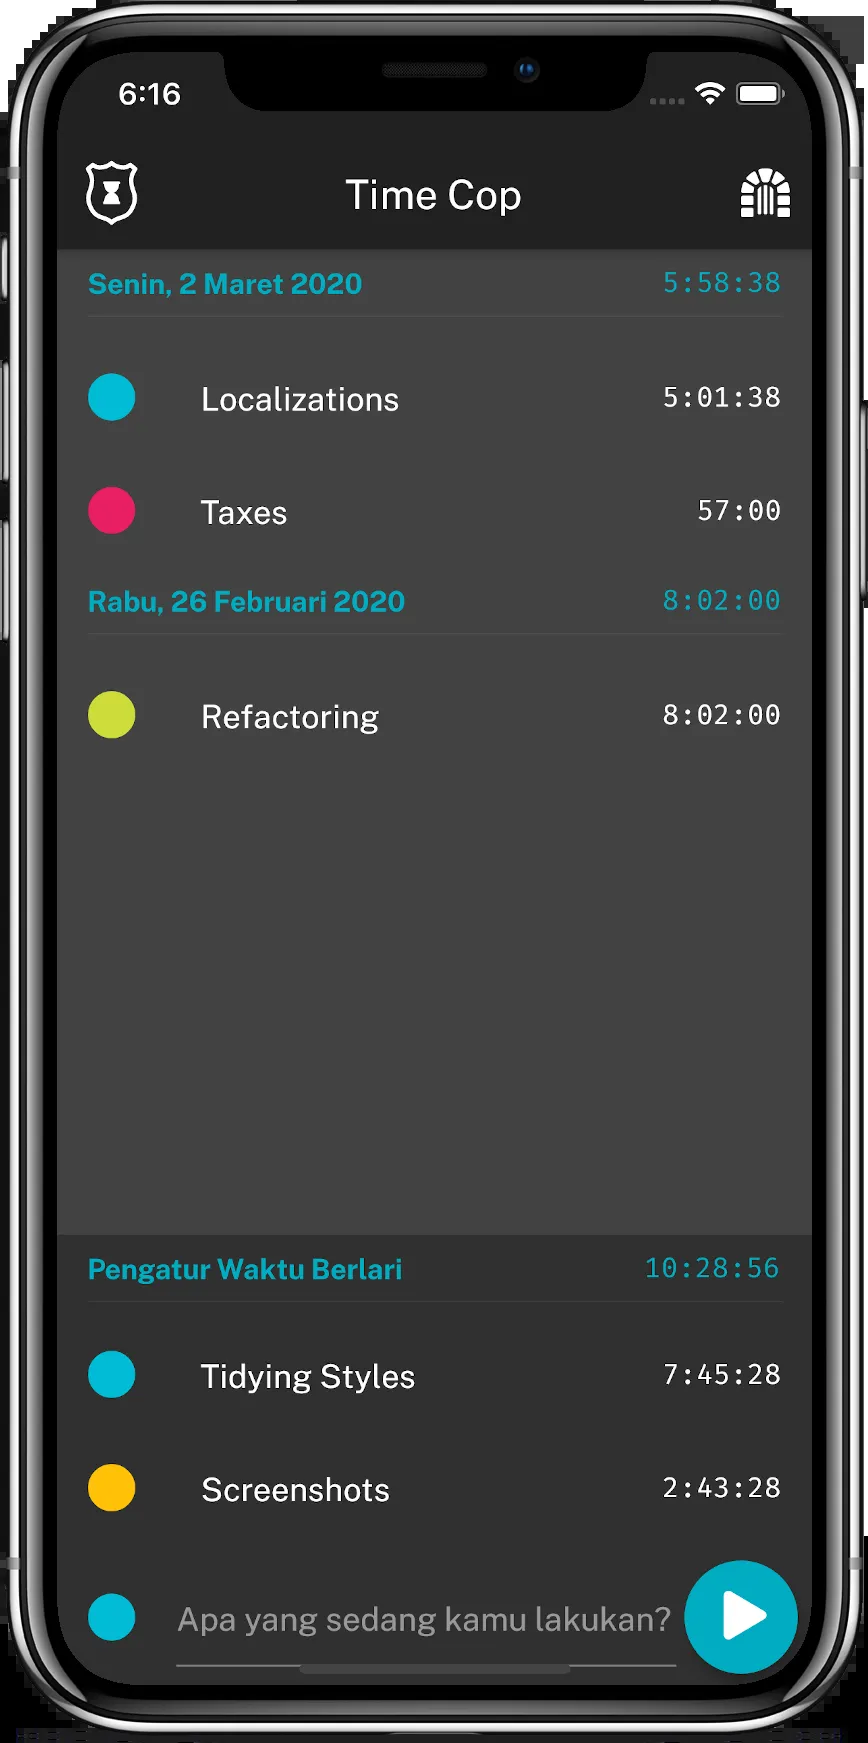 6:16
Time Cop
Senin, 2 Maret 2020 5:58:38
Localizations 5:01:38
Taxes 57:00
Rabu, 26 Februari 2020 8:02:00
Refactoring 8:02:00
Pengatur Waktu Berlari 10:28:56
Tidying Styles 7:45:28
Screenshots 2:43:28
Apa yang sedang kamu lakukan?